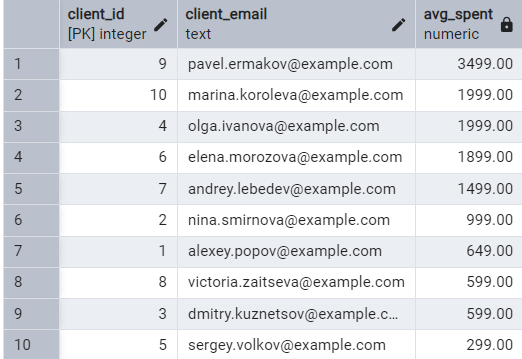 client_id client_email avg_spent
[PK] integer text numeric
1 9 pavel.ermakov@example.com 3499.00
2 10 marina.koroleva@example.com 1999.00
3 4 olga.ivanova@example.com 1999.00
4 6 elena.morozova@example.com 1899.00
5 7 andrey.lebedev@example.com 1499.00
6 2 nina.smirnova@example.com 999.00
7 1 alexey.popov@example.com 649.00
8 8 victoria.zaitseva@example.com 599.00
9 3 dmitry.kuznetsov@example.c... 599.00
10 5 sergey.volkov@example.com 299.00